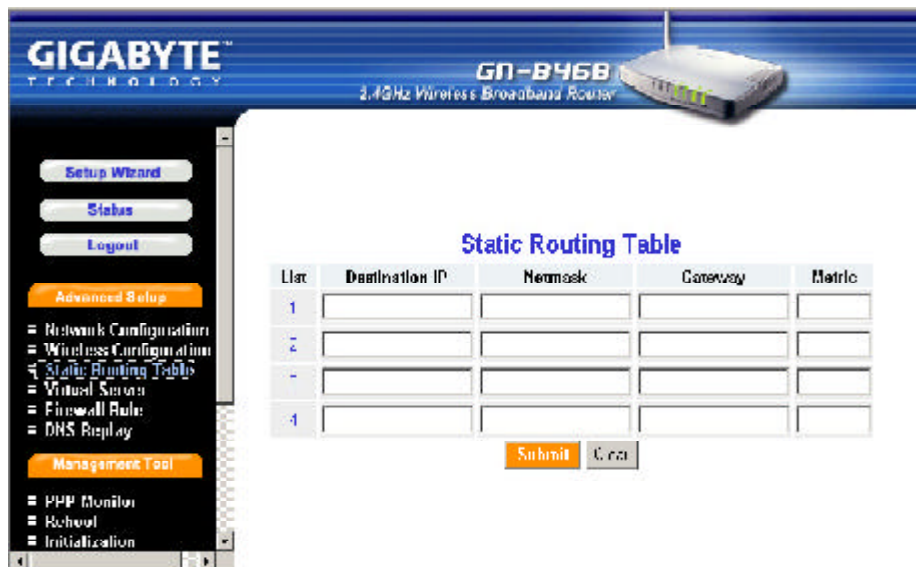 GIGABYTE™
TECHNOLOGY
GN-B46B
2.4GHz Wireless Broadband Router
Setup Wizard
Status
Logout
Advanced Setup
Network Configuration
Wireless Configuration
Static Routing Table
Virtual Server
Firewall Rule
DNS Replay
Management Tool
PPP Monitor
Reboot
Initialization
Static Routing Table
List Destination IP Netmask Gateway Metric
1
2
4
Submit Clear